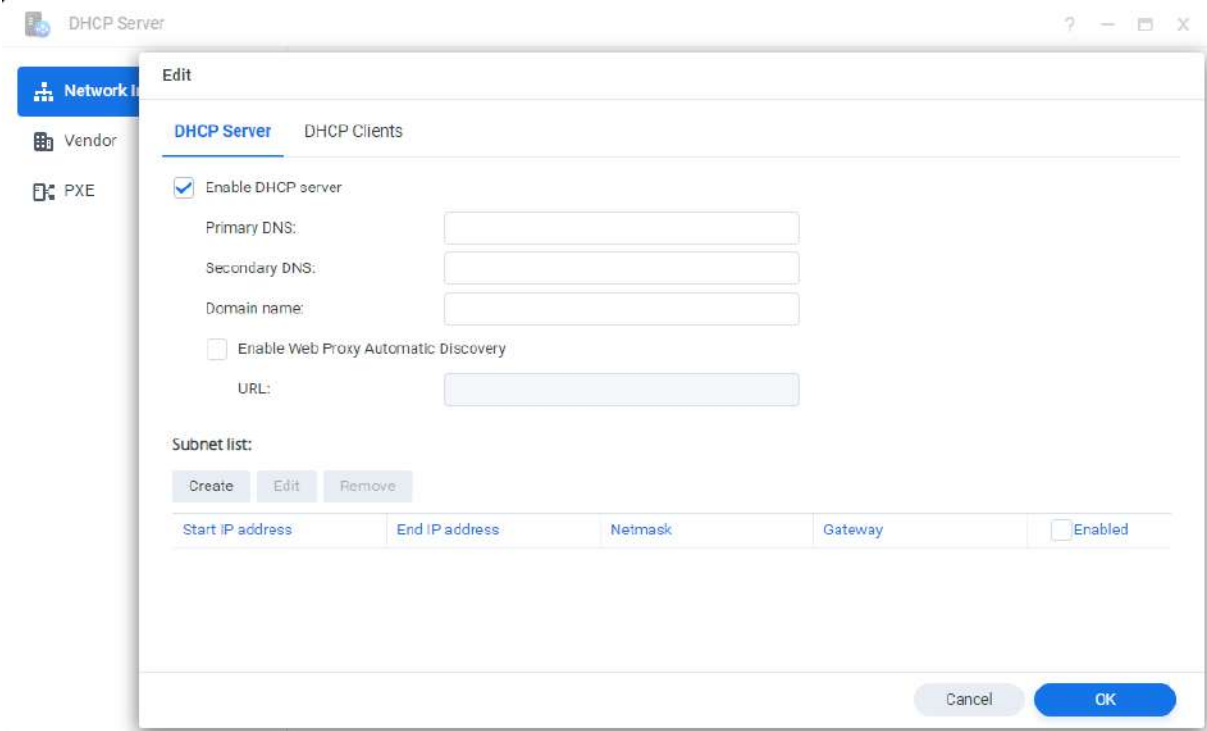 DHCP Server
?
Edit
Network
Vendor
PXE
DHCP Server DHCP Clients
Enable DHCP server
Primary DNS:
Secondary DNS:
Domain name:
Enable Web Proxy Automatic Discovery
URL:
Subnet list:
Create Edit Remove
Start IP address End IP address Netmask Gateway Enabled
Cancel OK